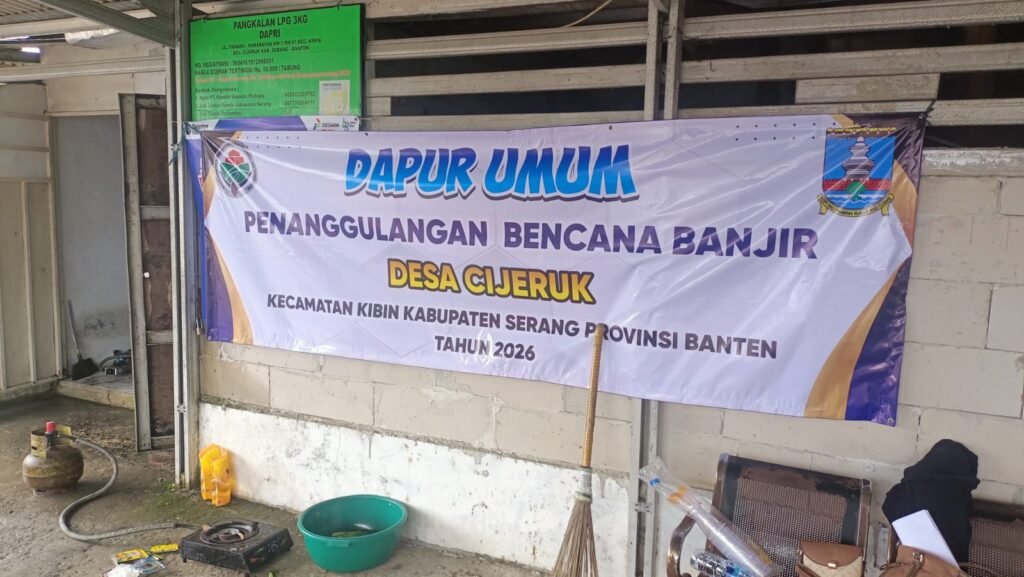 PANGKALAN LPG 3KG
DAPRI
DAPUR UMUM
PENANGGULANGAN BENCANA BANJIR
DESA CIJERUK
KECAMATAN KIBIN KABUPATEN SERANG PROVINSI BANTEN
TAHUN 2026